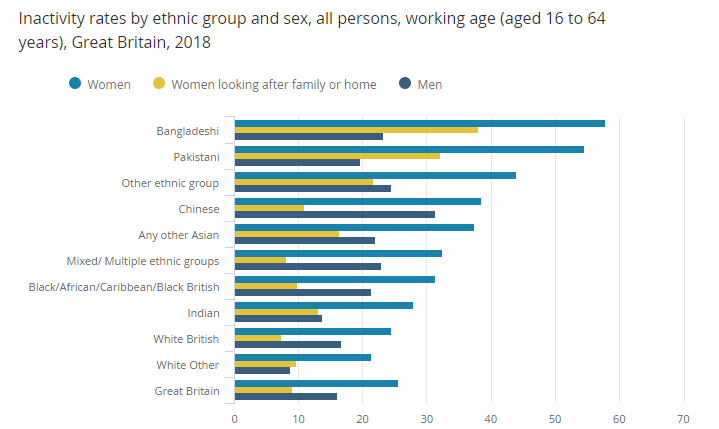 Inactivity rates by ethnic group and sex, all persons, working age (aged 16 to 64
years), Great Britain, 2018
Women Women looking after family or home Men
Bangladeshi
Pakistani
Other ethnic group
Chinese
Any other Asian
Mixed/ Multiple ethnic groups
Black/African/Caribbean/Black British
Indian
White British
White Other
Great Britain
0 10 20 30 40 50 60 70